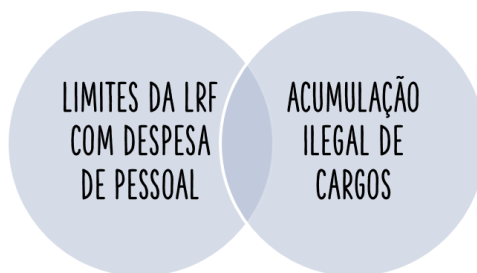 LIMITES DA LRF
COM DESPESA
DE PESSOAL
ACUMULAÇÃO
ILEGAL DE
CARGOS